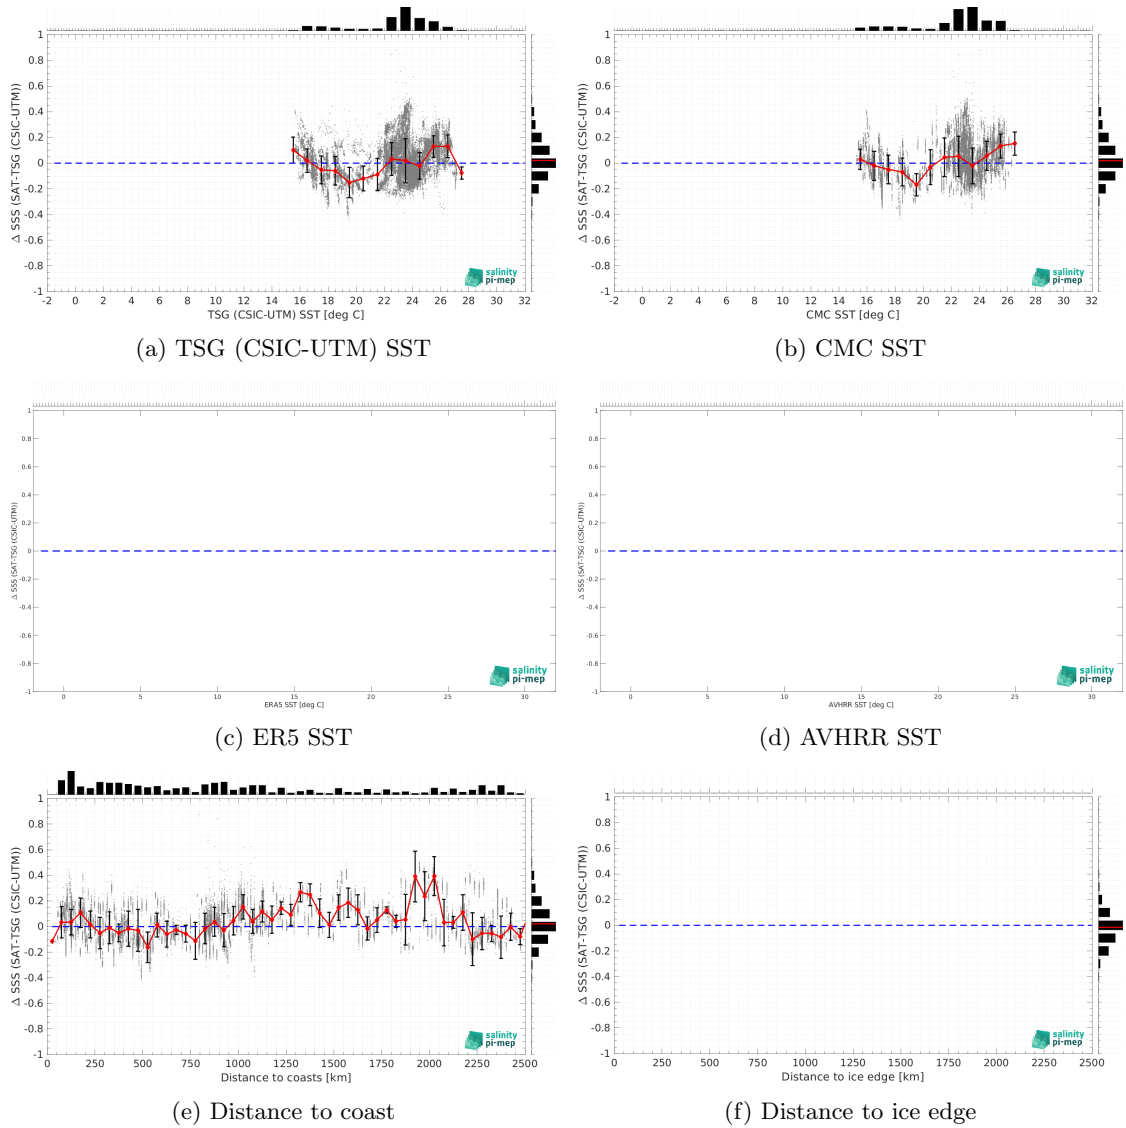 Δ SSS (SAT-TSG (CSIC-UTM))
1
0.8
0.6
0.4
0.2
0
-0.2
-0.4
-0.6
-0.8
-1
-2 0 2 4 6 8 10 12 14 16 18 20 22 24 26 28 30 32
TSG (CSIC-UTM) SST [deg C]
salinity
pi-mep
(a) TSG (CSIC-UTM) SST
Δ SSS (SAT-TSG (CSIC-UTM))
1
0.8
0.6
0.4
0.2
0
-0.2
-0.4
-0.6
-0.8
-1
-2 0 2 4 6 8 10 12 14 16 18 20 22 24 26 28 30 32
CMC SST [deg C]
salinity
pi-mep
(b) CMC SST
Δ SSS (SAT-TSG (CSIC-UTM))
1
0.8
0.6
0.4
0.2
0
-0.2
-0.4
-0.6
-0.8
-1
0 5 10 15 20 25 30
ERA5 SST [deg C]
salinity
pi-mep
(c) ER5 SST
Δ SSS (SAT-TSG (CSIC-UTM))
1
0.8
0.6
0.4
0.2
0
-0.2
-0.4
-0.6
-0.8
-1
0 5 10 15 20 25 30
AVHRR SST [deg C]
salinity
pi-mep
(d) AVHRR SST
Δ SSS (SAT-TSG (CSIC-UTM))
1
0.8
0.6
0.4
0.2
0
-0.2
-0.4
-0.6
-0.8
-1
0 250 500 750 1000 1250 1500 1750 2000 2250 2500
Distance to coasts [km]
salinity
pi-mep
(e) Distance to coast
Δ SSS (SAT-TSG (CSIC-UTM))
1
0.8
0.6
0.4
0.2
0
-0.2
-0.4
-0.6
-0.8
-1
0 250 500 750 1000 1250 1500 1750 2000 2250 2500
Distance to ice edge [km]
salinity
pi-mep
(f) Distance to ice edge